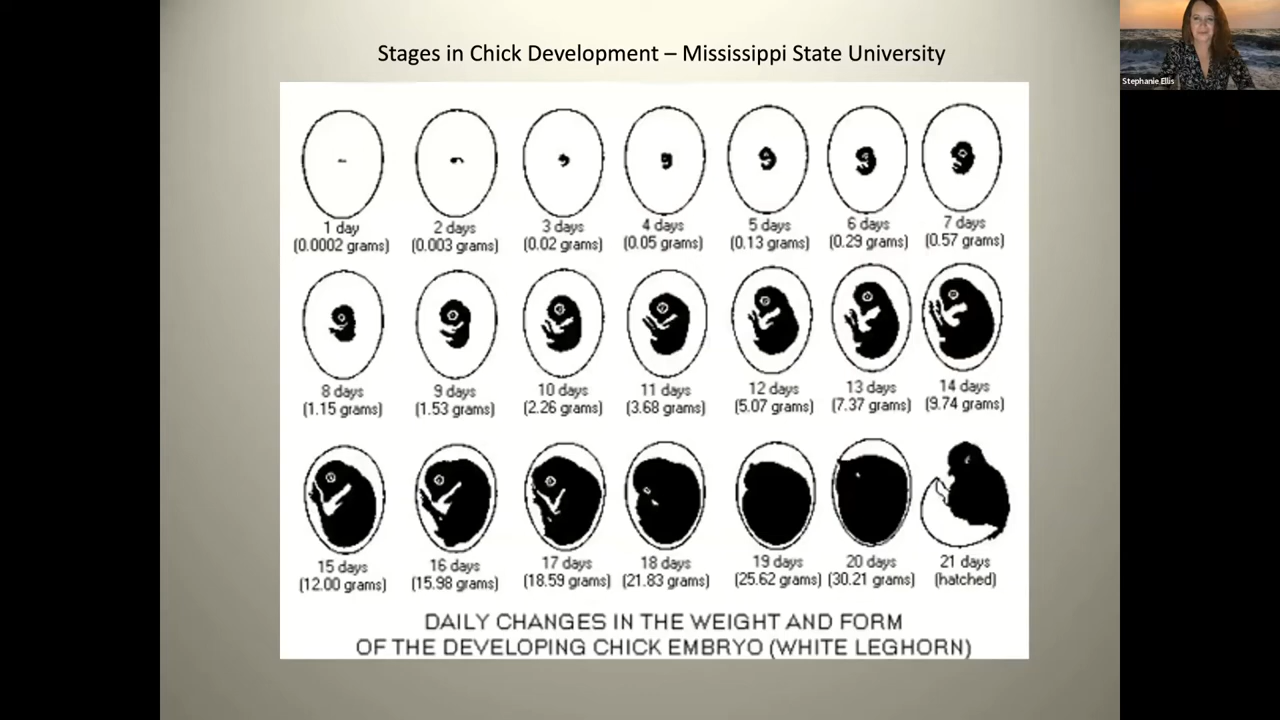 Stages in Chick Development – Mississippi State University
Stephanie Ellis
1 day
(0.0002 grams)
2 days
(0.003 grams)
3 days
(0.02 grams)
4 days
(0.05 grams)
5 days
(0.13 grams)
6 days
(0.29 grams)
7 days
(0.57 grams)
8 days
(1.15 grams)
9 days
(1.53 grams)
10 days
(2.26 grams)
11 days
(3.68 grams)
12 days
(5.07 grams)
13 days
(7.37 grams)
14 days
(9.74 grams)
15 days
(12.00 grams)
16 days
(15.98 grams)
17 days
(18.59 grams)
18 days
(21.83 grams)
19 days
(25.62 grams)
20 days
(30.21 grams)
21 days
(hatched)
DAILY CHANGES IN THE WEIGHT AND FORM
OF THE DEVELOPING CHICK EMBRYO (WHITE LEGHORN)